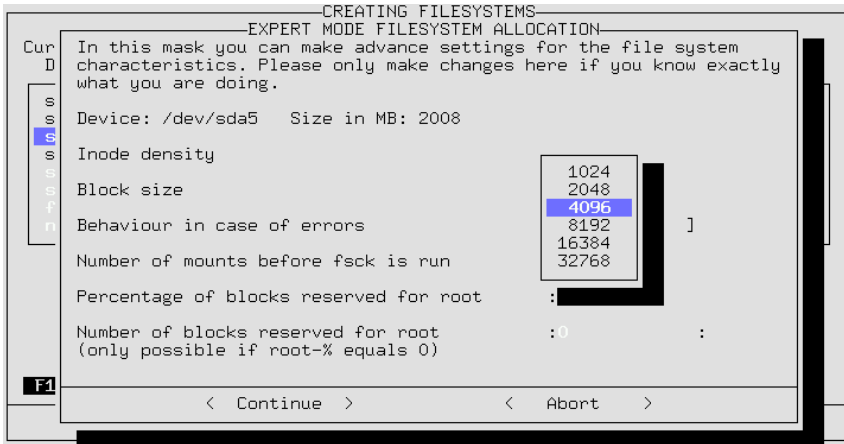 CREATING FILESYSTEMS
EXPERT MODE FILESYSTEM ALLOCATION
Cur
D
In this mask you can make advance settings for the file system
characteristics. Please only make changes here if you know exactly
what you are doing.
s
s
s
s
s
s
f
n
Device: /dev/sda5 Size in MB: 2008
Inode density
Block size
Behaviour in case of errors ]
Number of mounts before fsck is run
Percentage of blocks reserved for root :
Number of blocks reserved for root :0 :
(only possible if root-% equals 0)
1024
2048
4096
8192
16384
32768
F1
< Continue > < Abort >